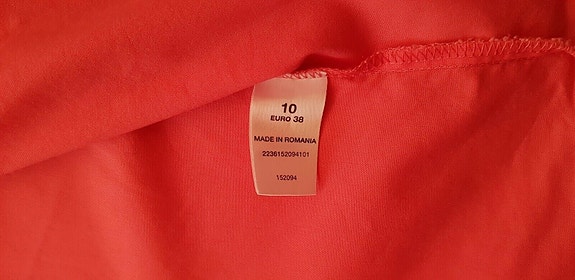 10
EURO 38
MADE IN ROMANIA
2236152094101
152094